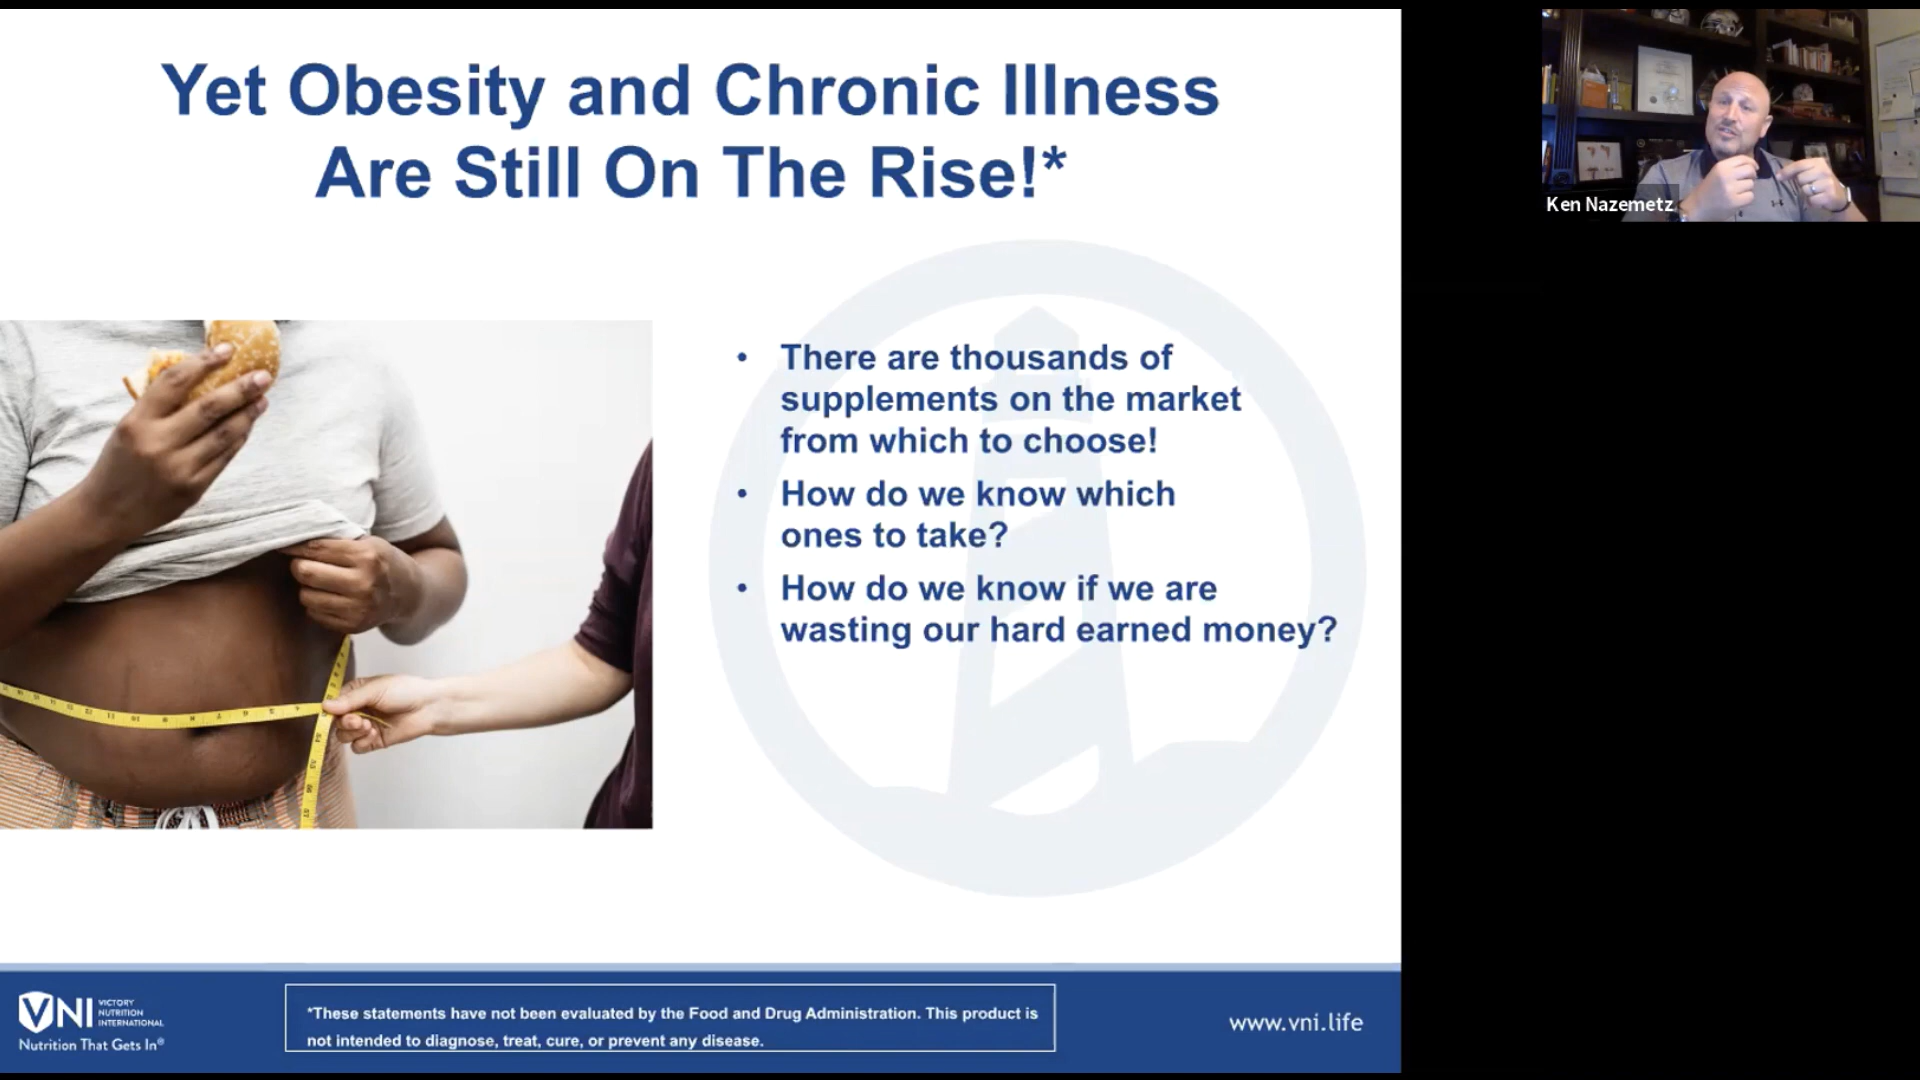 Yet Obesity and Chronic Illness
Are Still On The Rise!*
• There are thousands of
supplements on the market
from which to choose!
• How do we know which
ones to take?
• How do we know if we are
wasting our hard earned money?
Ken Nazemetz
VNI VICTORY
NUTRITION
INTERNATIONAL
Nutrition That Gets In®
*These statements have not been evaluated by the Food and Drug Administration. This product is
not intended to diagnose, treat, cure, or prevent any disease.
www.vni.life